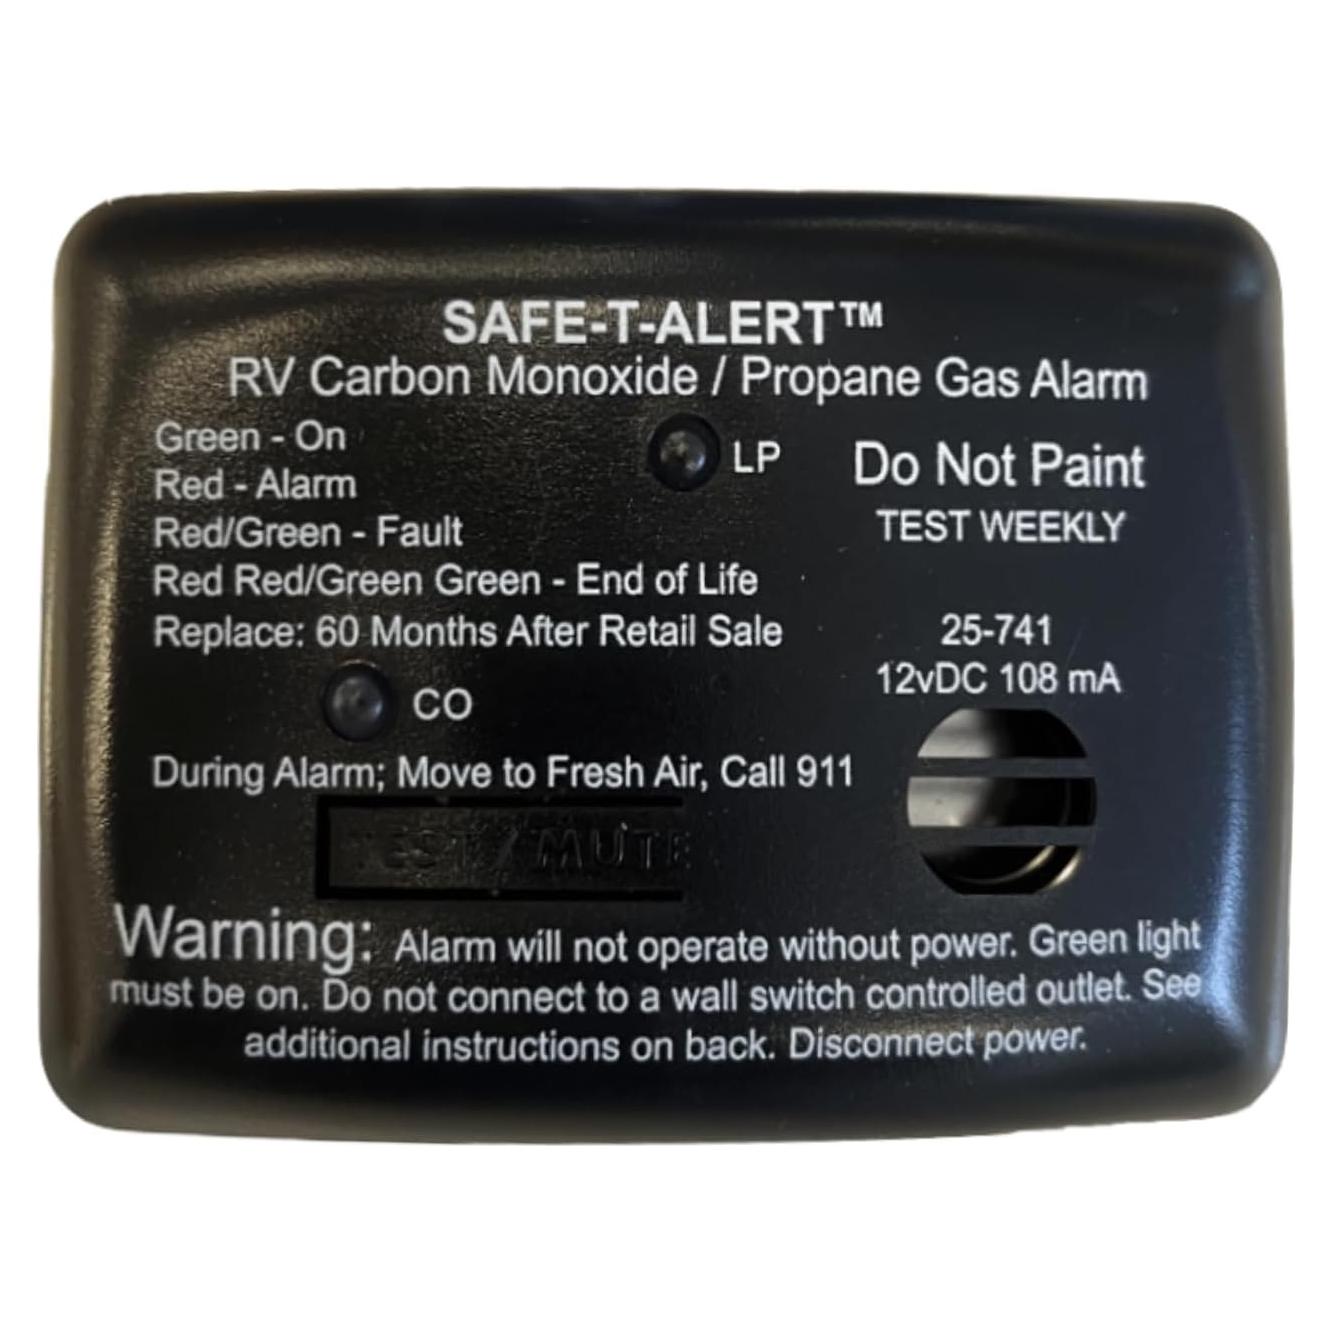 SAFE-T-ALERT™
RV Carbon Monoxide / Propane Gas Alarm
Green - On
Red - Alarm
Red/Green - Fault
Red Red/Green Green - End of Life
Replace: 60 Months After Retail Sale
LP
Do Not Paint
TEST WEEKLY
25-741
12vDC 108 mA
CO
During Alarm; Move to Fresh Air, Call 911
TEST / MUTE
Warning: Alarm will not operate without power. Green light
must be on. Do not connect to a wall switch controlled outlet. See
additional instructions on back. Disconnect power.